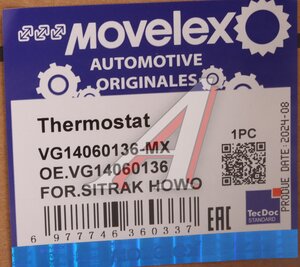 MOVELEX
AUTOMOTIVE
ORIGINALES
Thermostat
VG14060136-MX
OE.VG14060136
FOR.SITRAK HOWO
1PC
PRODUE DATE:2024-08
6 977746 360337
EAC
TecDoc
STANDARD